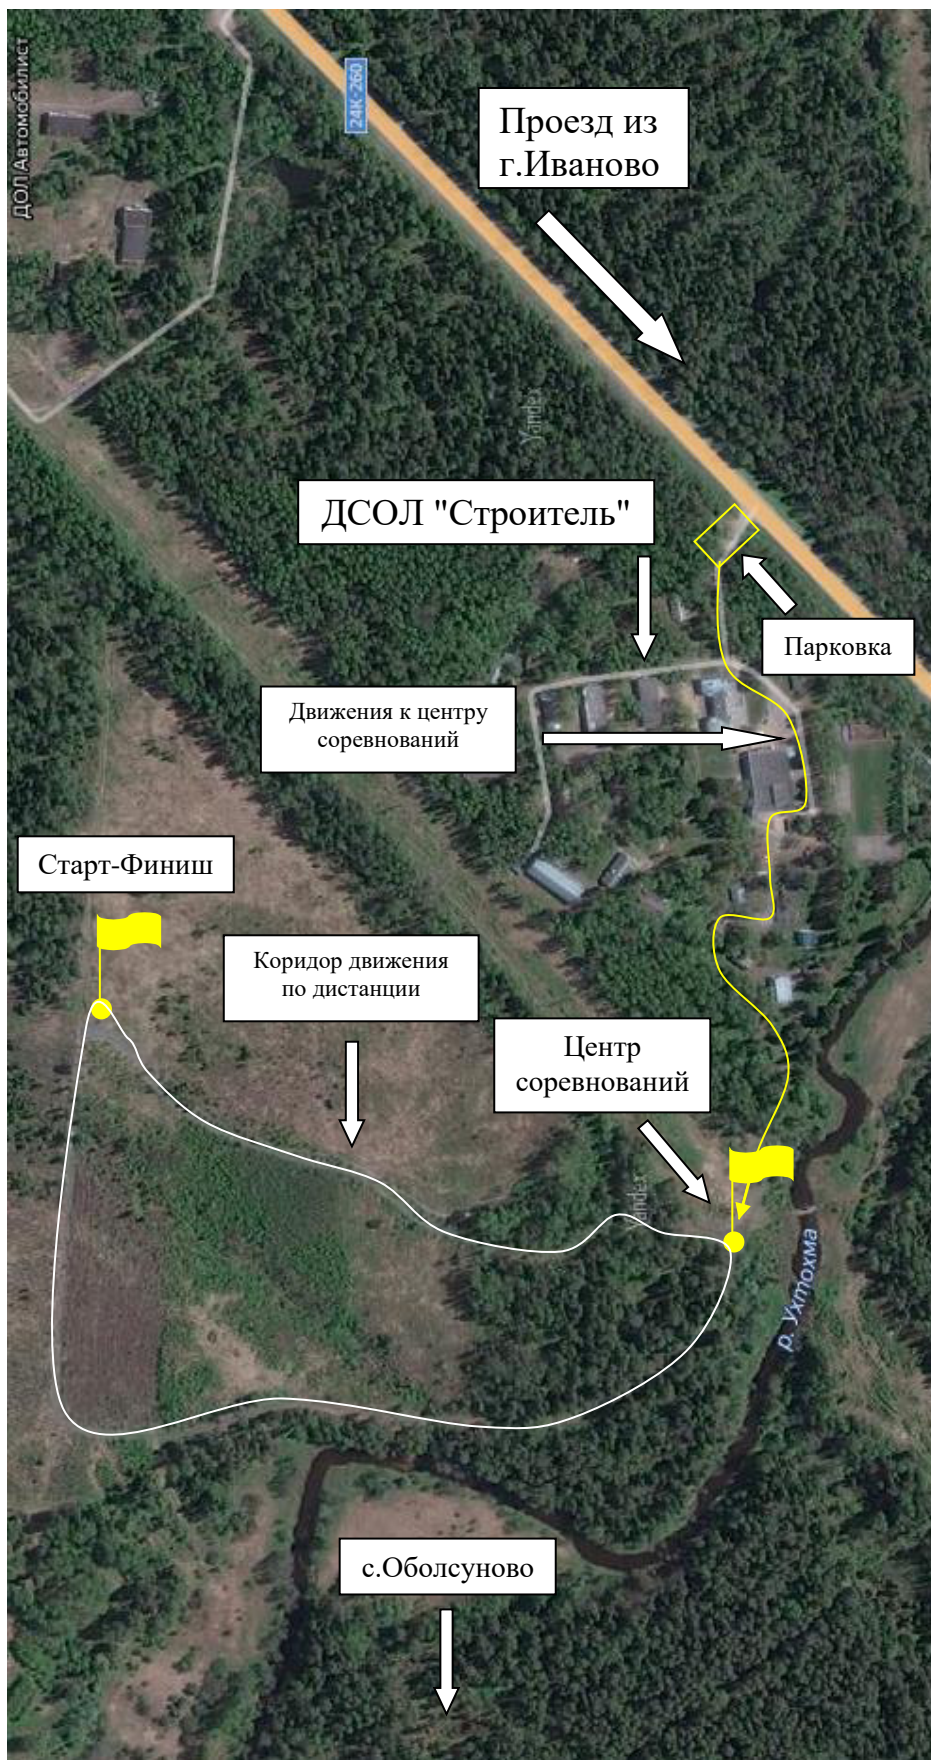 ДОЛ Автомобилист
24К-260
Проезд из
г.Иваново
Yandex
ДСОЛ "Строитель"
Парковка
Движения к центру
соревнований
Старт-Финиш
Коридор движения
по дистанции
Центр
соревнований
Yandex
р. Ухтохма
с.Оболсуново